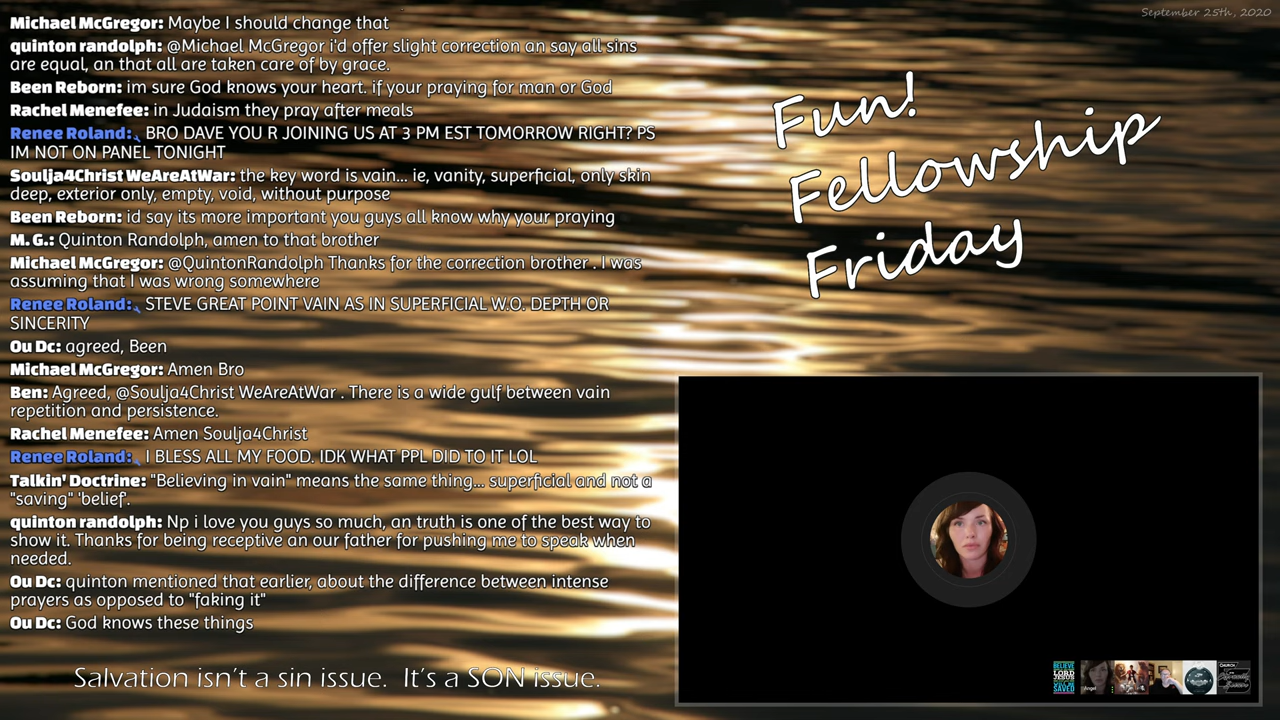 September 25th, 2020
Michael McGregor: Maybe I should change that
quinton randolph: @Michael McGregor i'd offer slight correction an say all sins
are equal, an that all are taken care of by grace.
Been Reborn: im sure God knows your heart. if your praying for man or God
Rachel Menefee: in Judaism they pray after meals
Renee Roland: BRO DAVE YOU R JOINING US AT 3 PM EST TOMORROW RIGHT? PS
IM NOT ON PANEL TONIGHT
Soulja4Christ WeAreAtWar: the key word is vain... ie, vanity, superficial, only skin
deep, exterior only, empty, void, without purpose
Been Reborn: id say its more important you guys all know why your praying
M. G.: Quinton Randolph, amen to that brother
Michael McGregor: @QuintonRandolph Thanks for the correction brother . I was
assuming that I was wrong somewhere
Renee Roland: STEVE GREAT POINT VAIN AS IN SUPERFICIAL W.O. DEPTH OR
SINCERITY
Ou Dc: agreed, Been
Michael McGregor: Amen Bro
Ben: Agreed, @Soulja4Christ WeAreAtWar . There is a wide gulf between vain
repetition and persistence.
Rachel Menefee: Amen Soulja4Christ
Renee Roland: I BLESS ALL MY FOOD. IDK WHAT PPL DID TO IT LOL
Talkin' Doctrine: "Believing in vain" means the same thing... superficial and not a
"saving" 'belief'.
quinton randolph: Np i love you guys so much, an truth is one of the best way to
show it. Thanks for being receptive an our father for pushing me to speak when
needed.
Ou Dc: quinton mentioned that earlier, about the difference between intense
prayers as opposed to "faking it"
Ou Dc: God knows these things
Salvation isn't a sin issue. It's a SON issue.
Fun!
Fellowship
Friday
BELIEVE
LORD
JESUS
SAVED
Angel
CHURCH